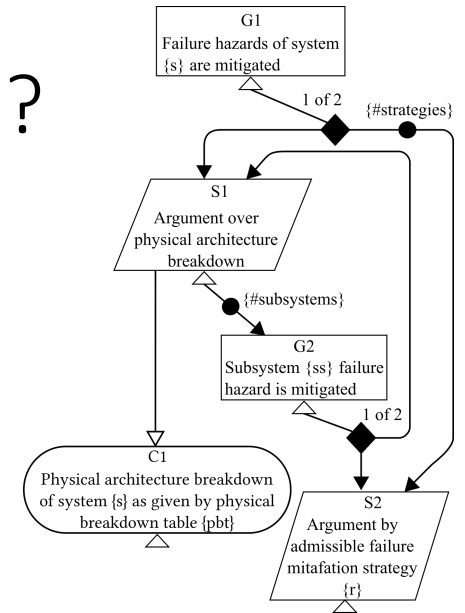 G1
Failure hazards of system
{s} are mitigated
?
1 of 2
{#strategies}
S1
Argument over
physical architecture
breakdown
{#subsystems}
G2
Subsystem {ss} failure
hazard is mitigated
1 of 2
C1
Physical architecture breakdown
of system {s} as given by physical
breakdown table {pbt}
S2
Argument by
admissible failure
mitafation strategy
{r}